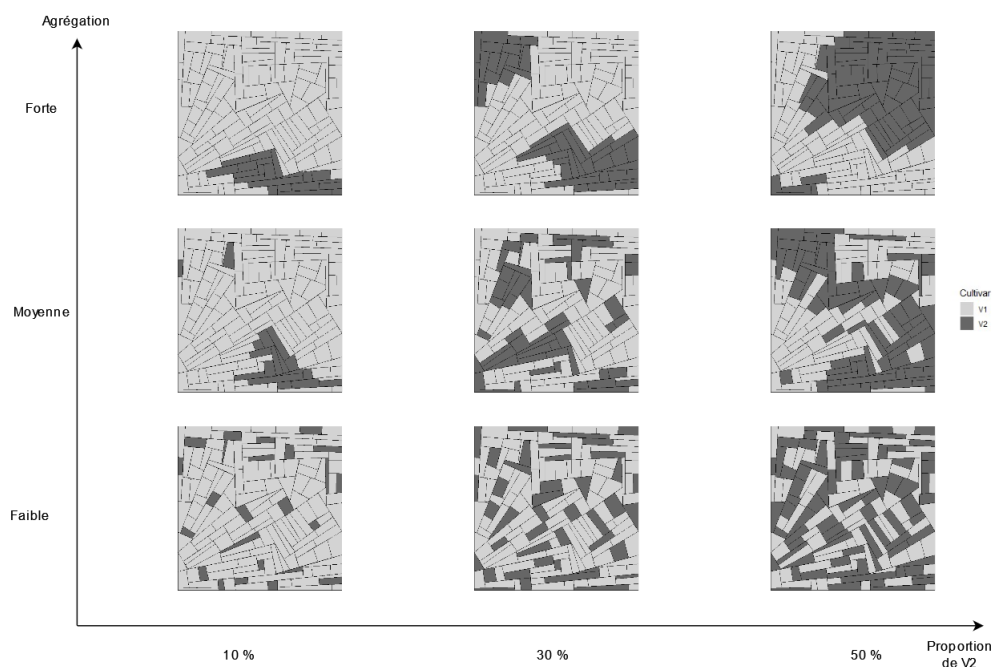 Agrégation
Forte
Moyenne
Cultivar
V1
V2
Faible
10 %
30 %
50 %
Proportion
de V2